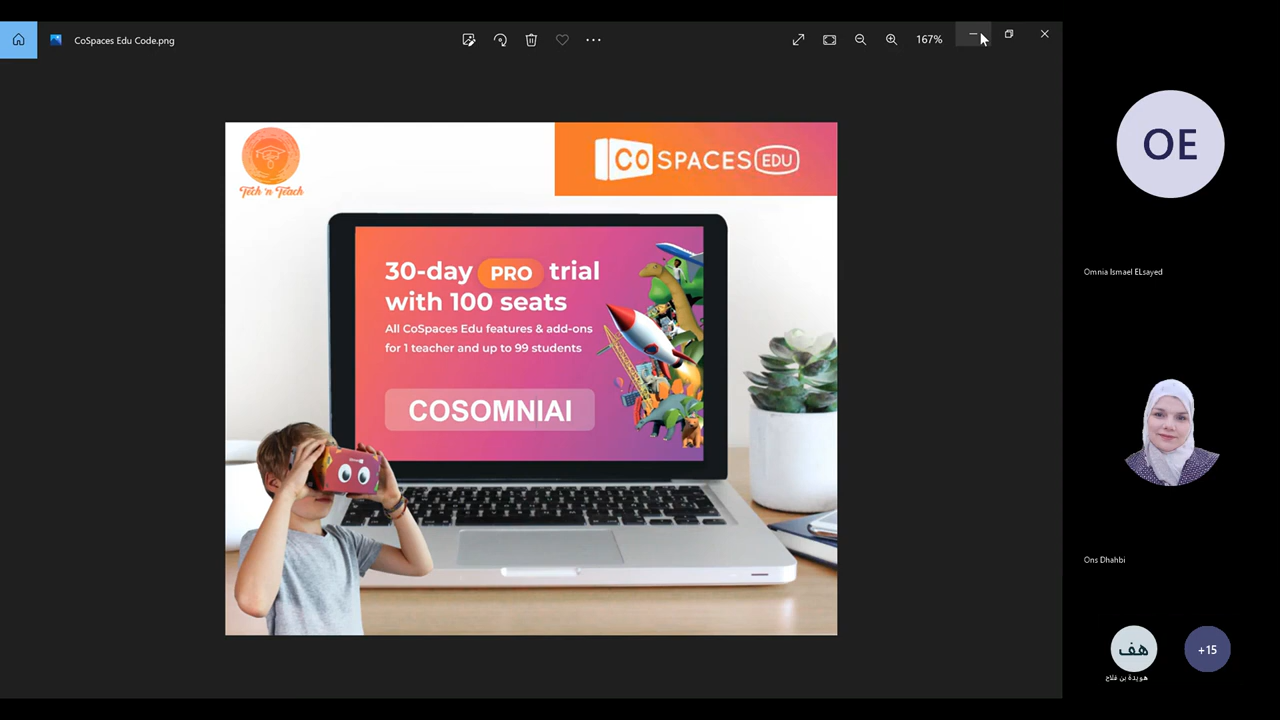 CoSpaces Edu Code.png
167%
OE
Tech 'n Teach
CO SPACES EDU
30-day PRO trial
with 100 seats
All CoSpaces Edu features & add-ons
for 1 teacher and up to 99 students
COSOMNIAI
Omnia Ismael ELsayed
Ons Dhahbi
هف
+15
هويدة بن فلاح